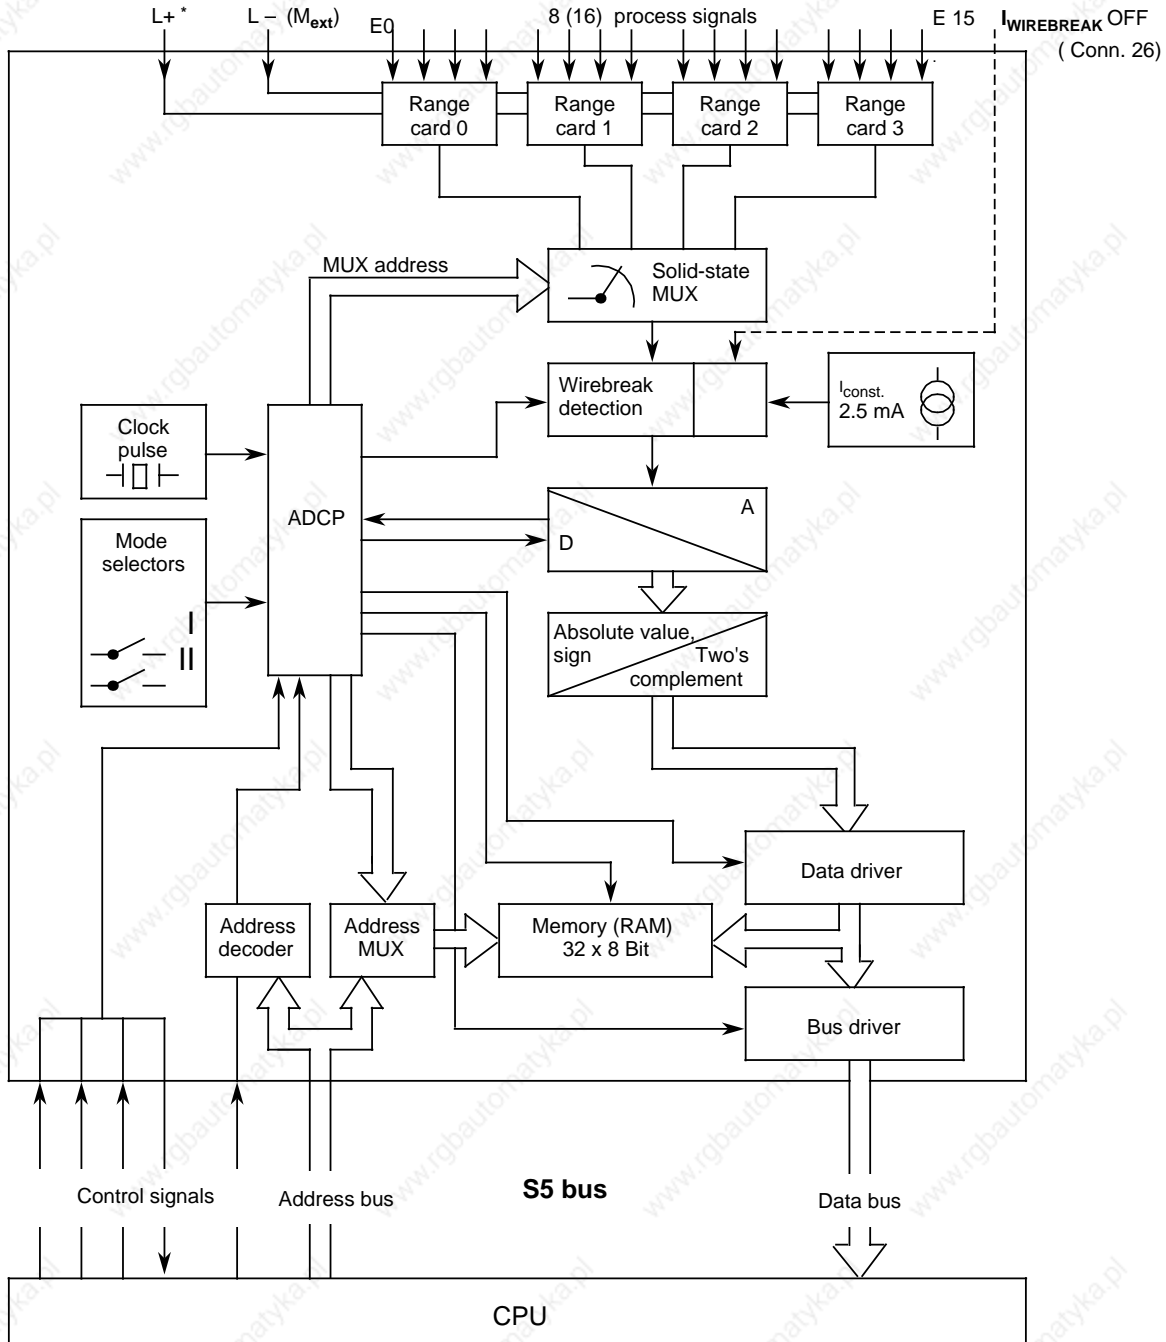 L+ * L – (Mext) E0 8 (16) process signals E 15 IWIREBREAK OFF
( Conn. 26)
Range
card 0
Range
card 1
Range
card 2
Range
card 3
MUX address
Solid-state
MUX
Wirebreak
detection
Iconst.
2.5 mA
Clock
pulse
ADCP
A
D
Mode
selectors
I
II
Absolute value,
sign
Two's
complement
Data driver
Address
decoder
Address
MUX
Memory (RAM)
32 x 8 Bit
Bus driver
Control signals
Address bus
S5 bus
Data bus
CPU
www.rgbautomatyka.pl